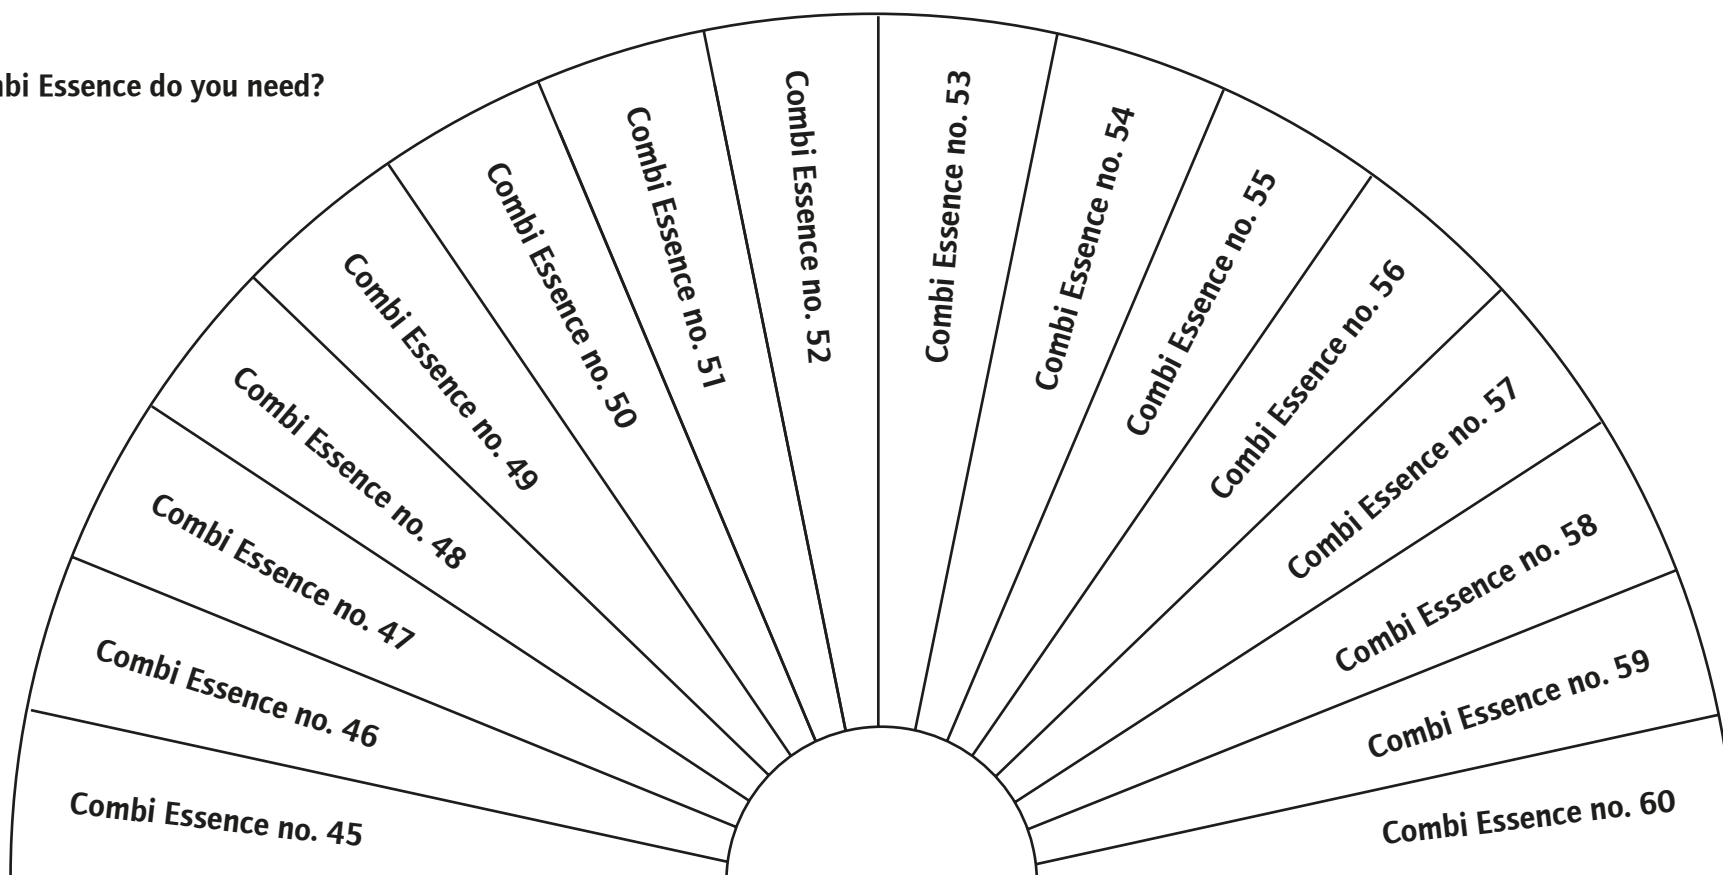 Essence do you need?
Combi Essence no. 45
Combi Essence no. 46
Combi Essence no. 47
Combi Essence no. 48
Combi Essence no. 49
Combi Essence no. 50
Combi Essence no. 51
Combi Essence no. 52
Combi Essence no. 53
Combi Essence no. 54
Combi Essence no. 55
Combi Essence no. 56
Combi Essence no. 57
Combi Essence no. 58
Combi Essence no. 59
Combi Essence no. 60